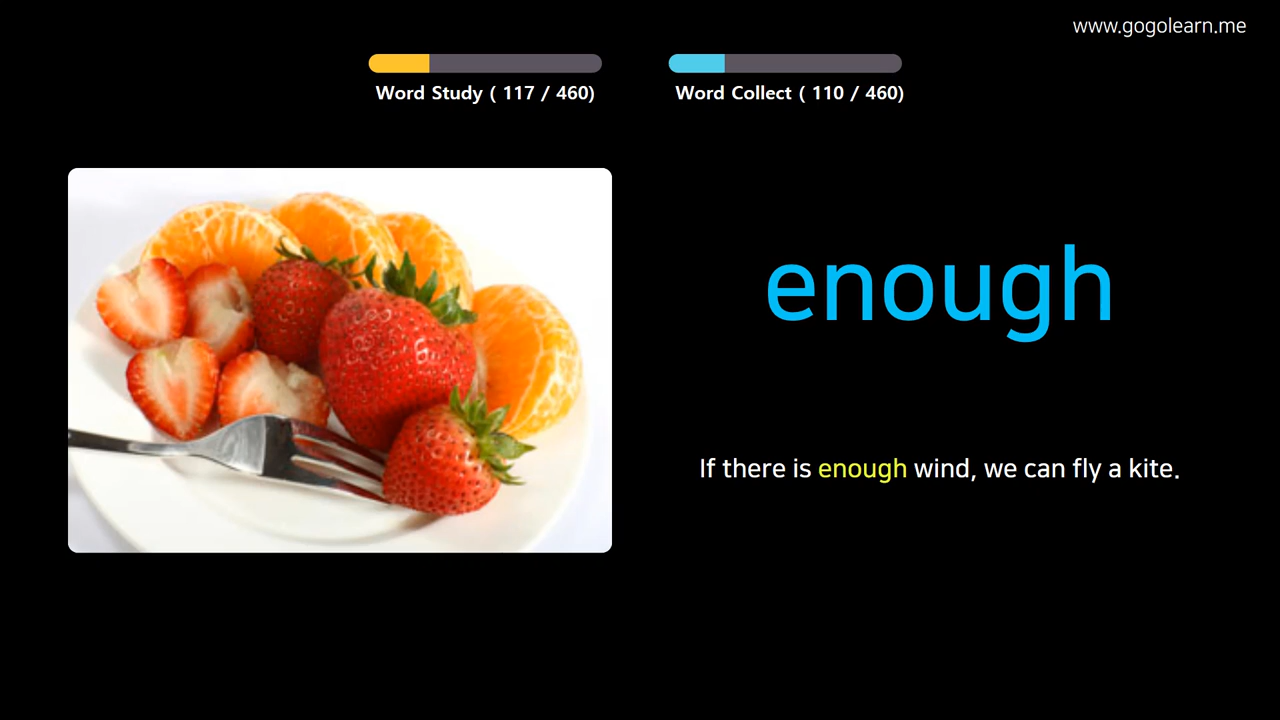 www.gogolearn.me
Word Study ( 117 / 460)
Word Collect ( 110 / 460)
enough
If there is enough wind, we can fly a kite.